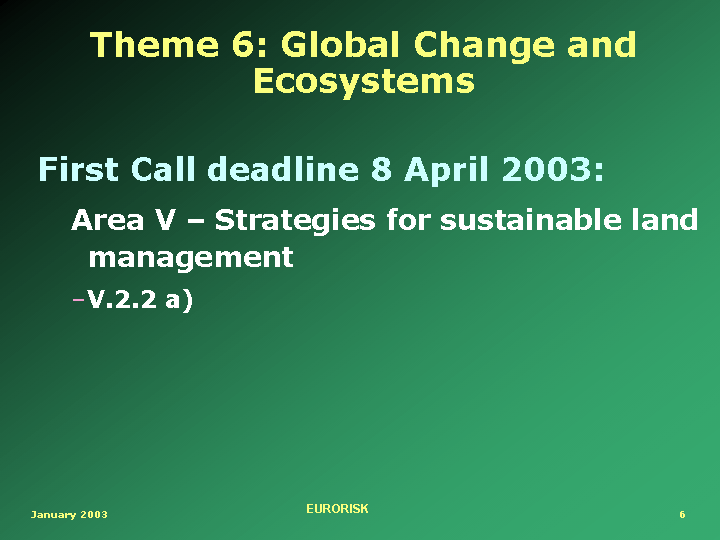 Theme 6: Global Change and
Ecosystems
First Call deadline 8 April 2003:
Area V – Strategies for sustainable land
management
–V.2.2 a)
January 2003
EURORISK
6